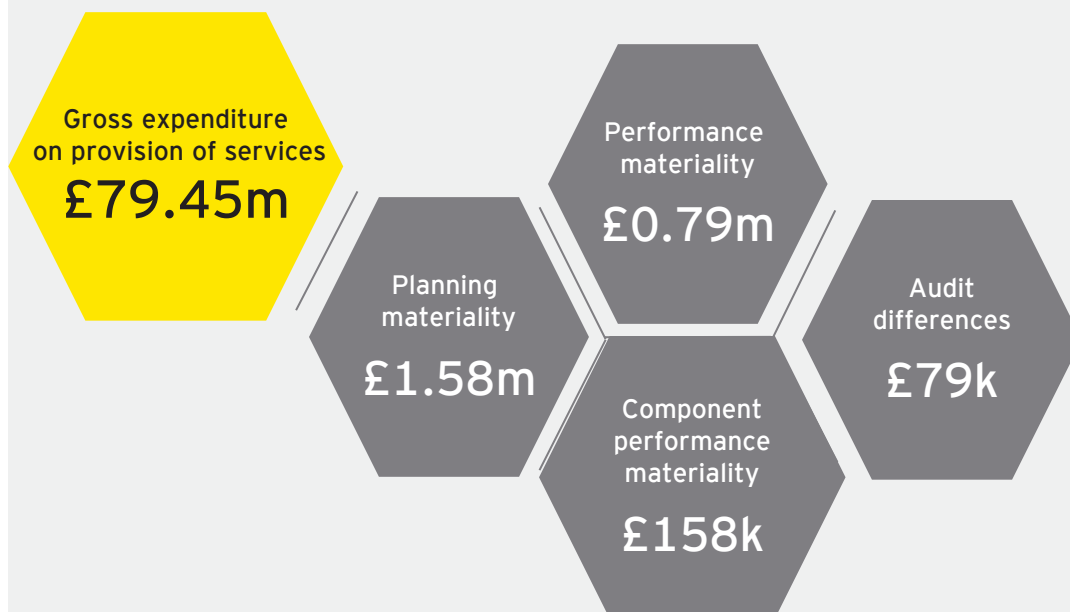 Gross expenditure
on provision of services
£79.45m
Planning
materiality
£1.58m
Performance
materiality
£0.79m
Component
performance
materiality
£158k
Audit
differences
£79k